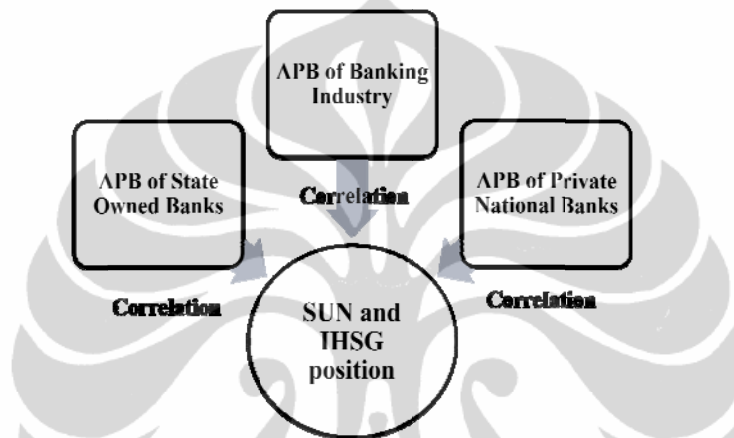 APB of Banking
Industry
APB of State
Owned Banks
APB of Private
National Banks
Correlation
Correlation
Correlation
SUN and
IHSG
position